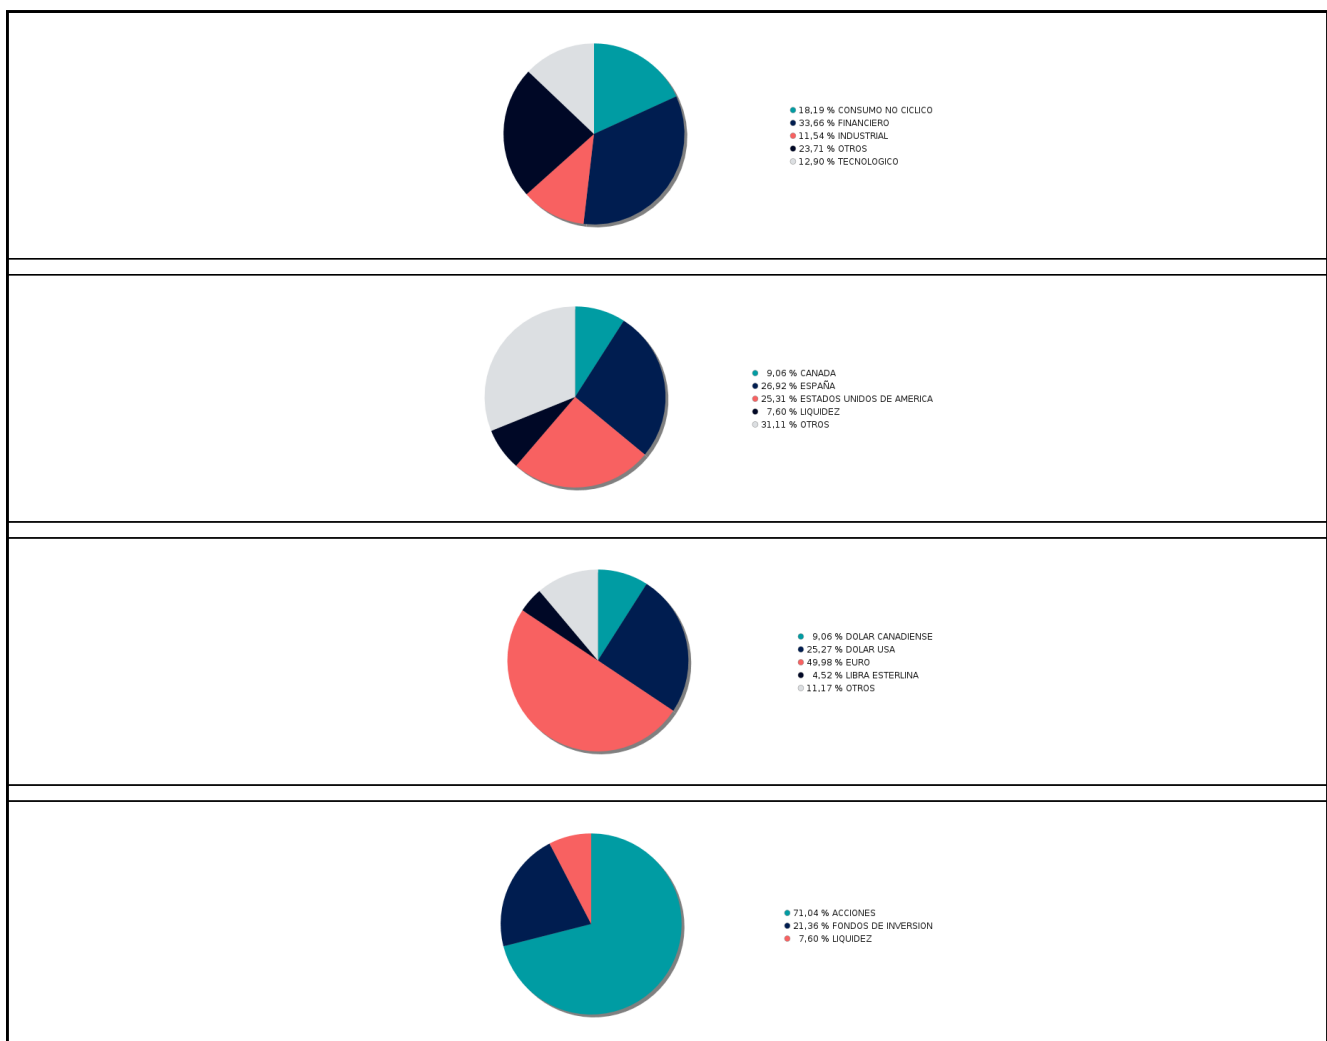 18,19 % CONSUMO NO CICLICO
33,66 % FINANCIERO
11,54 % INDUSTRIAL
23,71 % OTROS
12,90 % TECNOLOGICO
9,06 % CANADA
26,92 % ESPAÑA
25,31 % ESTADOS UNIDOS DE AMERICA
7,60 % LIQUIDEZ
31,11 % OTROS
9,06 % DOLAR CANADIENSE
25,27 % DOLAR USA
49,98 % EURO
4,52 % LIBRA ESTERLINA
11,17 % OTROS
71,04 % ACCIONES
21,36 % FONDOS DE INVERSION
7,60 % LIQUIDEZ